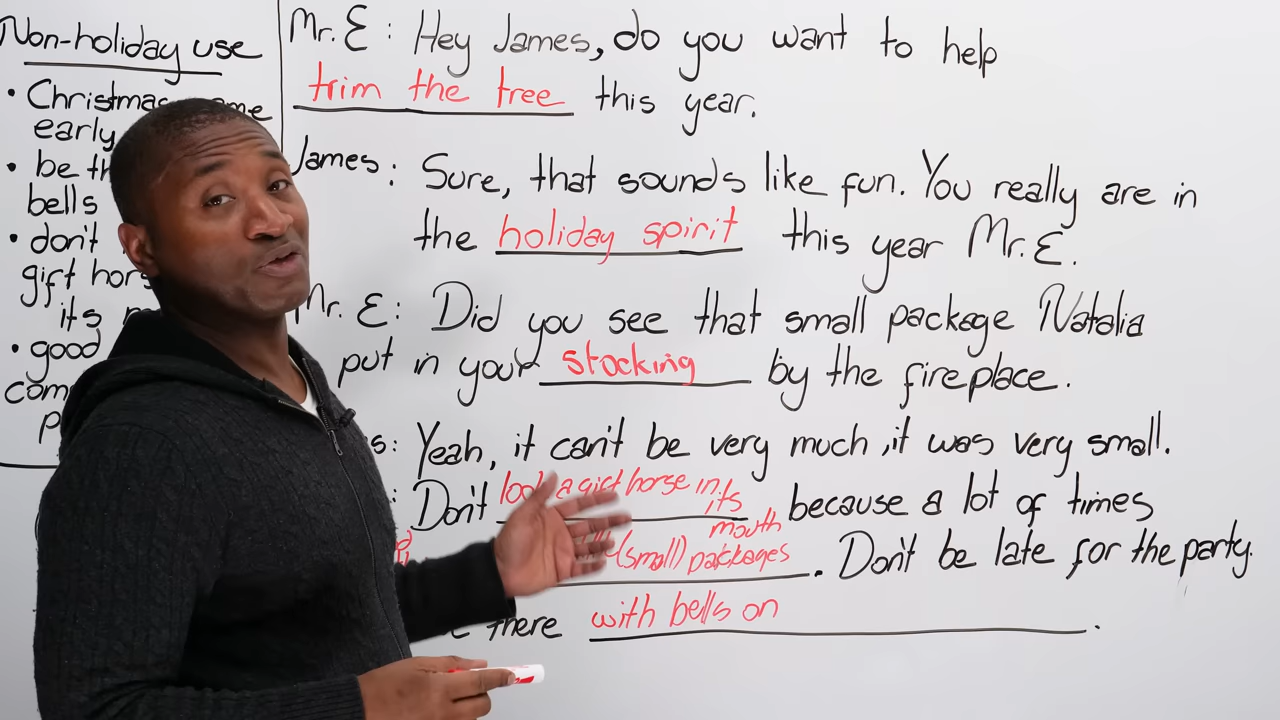 Non-holiday use
• Christmas
early
• be
bells
• don't
gift
its
• good
Mr. E : Hey James, do you want to help
trim the tree this year.
James : Sure, that sounds like fun. You really are in
the holiday spirit this year Mr. E.
Mr. E : Did you see that small package Natalia
put in your stocking by the fireplace.
: Yeah, it can't be very much, it was very small.
: Don't look a gift horse in its mouth because a lot of times
(small) packages . Don't be late for the party.
there with bells on .